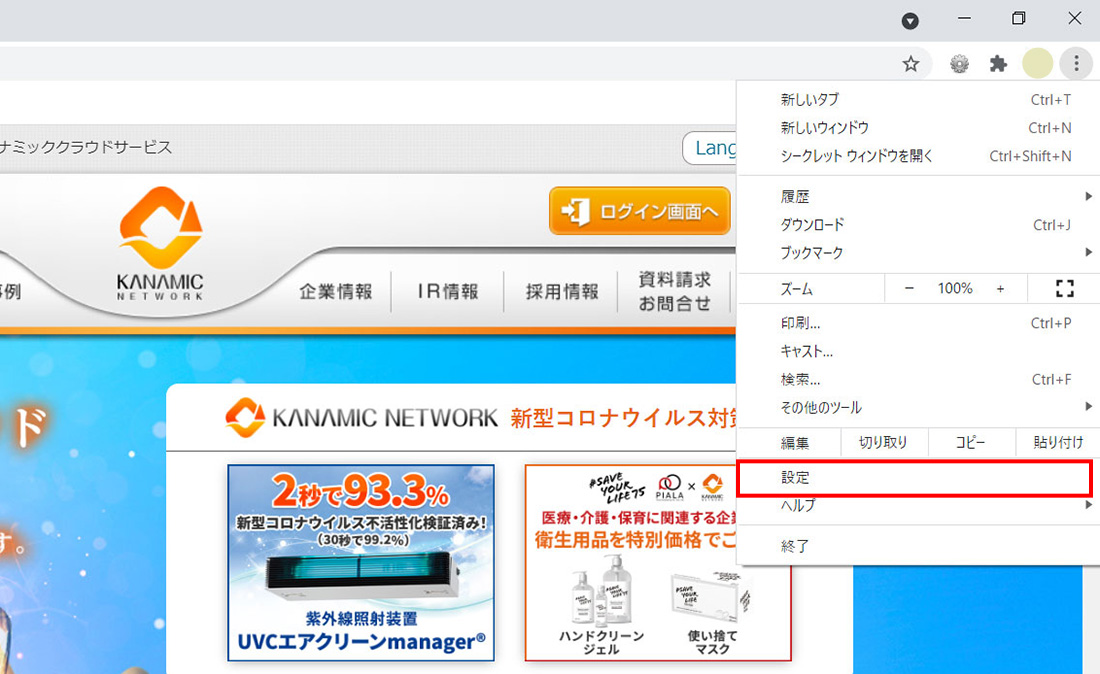 ナミッククラウドサービス
Lang
ログイン画面へ
KANAMIC
NETWORK
事例
企業情報
IR情報
採用情報
資料請求
お問合せ
ド
す。
KANAMIC NETWORK 新型コロナウイルス対策
2秒で93.3%
新型コロナウイルス不活性化検証済み!
(30秒で99.2%)
紫外線照射装置
UVCエアクリーンmanager®
#SAVE
YOUR
LIFE75
PIALA
×
KANAMIC
医療・介護・保育に関連する企業
衛生用品を特別価格でご
ハンドクリーン
ジェル
#SAVE
YOUR
LIFE
使い捨て
マスク
新しいタブ Ctrl+T
新しいウィンドウ Ctrl+N
シークレット ウィンドウを開く Ctrl+Shift+N
履歴
ダウンロード Ctrl+J
ブックマーク
ズーム − 100% +
印刷... Ctrl+P
キャスト...
検索... Ctrl+F
その他のツール
編集 切り取り コピー 貼り付け
設定
ヘルプ
終了